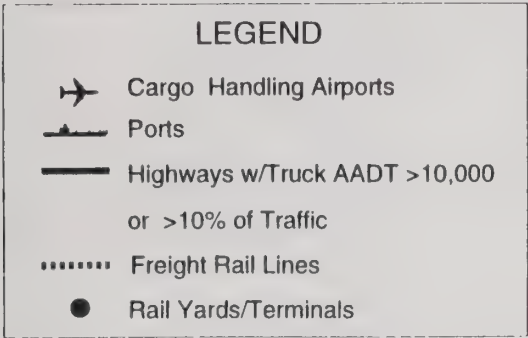 LEGEND
Cargo Handling Airports
Ports
Highways w/Truck AADT >10,000
or >10% of Traffic
Freight Rail Lines
Rail Yards/Terminals